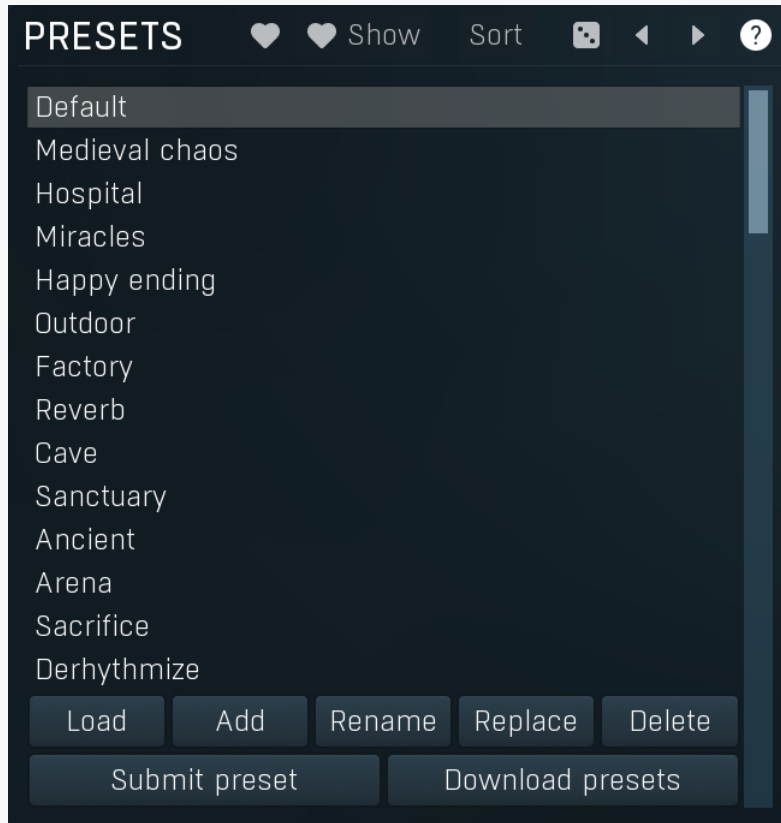 PRESETS Show Sort ?
Default
Medieval chaos
Hospital
Miracles
Happy ending
Outdoor
Factory
Reverb
Cave
Sanctuary
Ancient
Arena
Sacrifice
Derhythmize
Load Add Rename Replace Delete
Submit preset Download presets